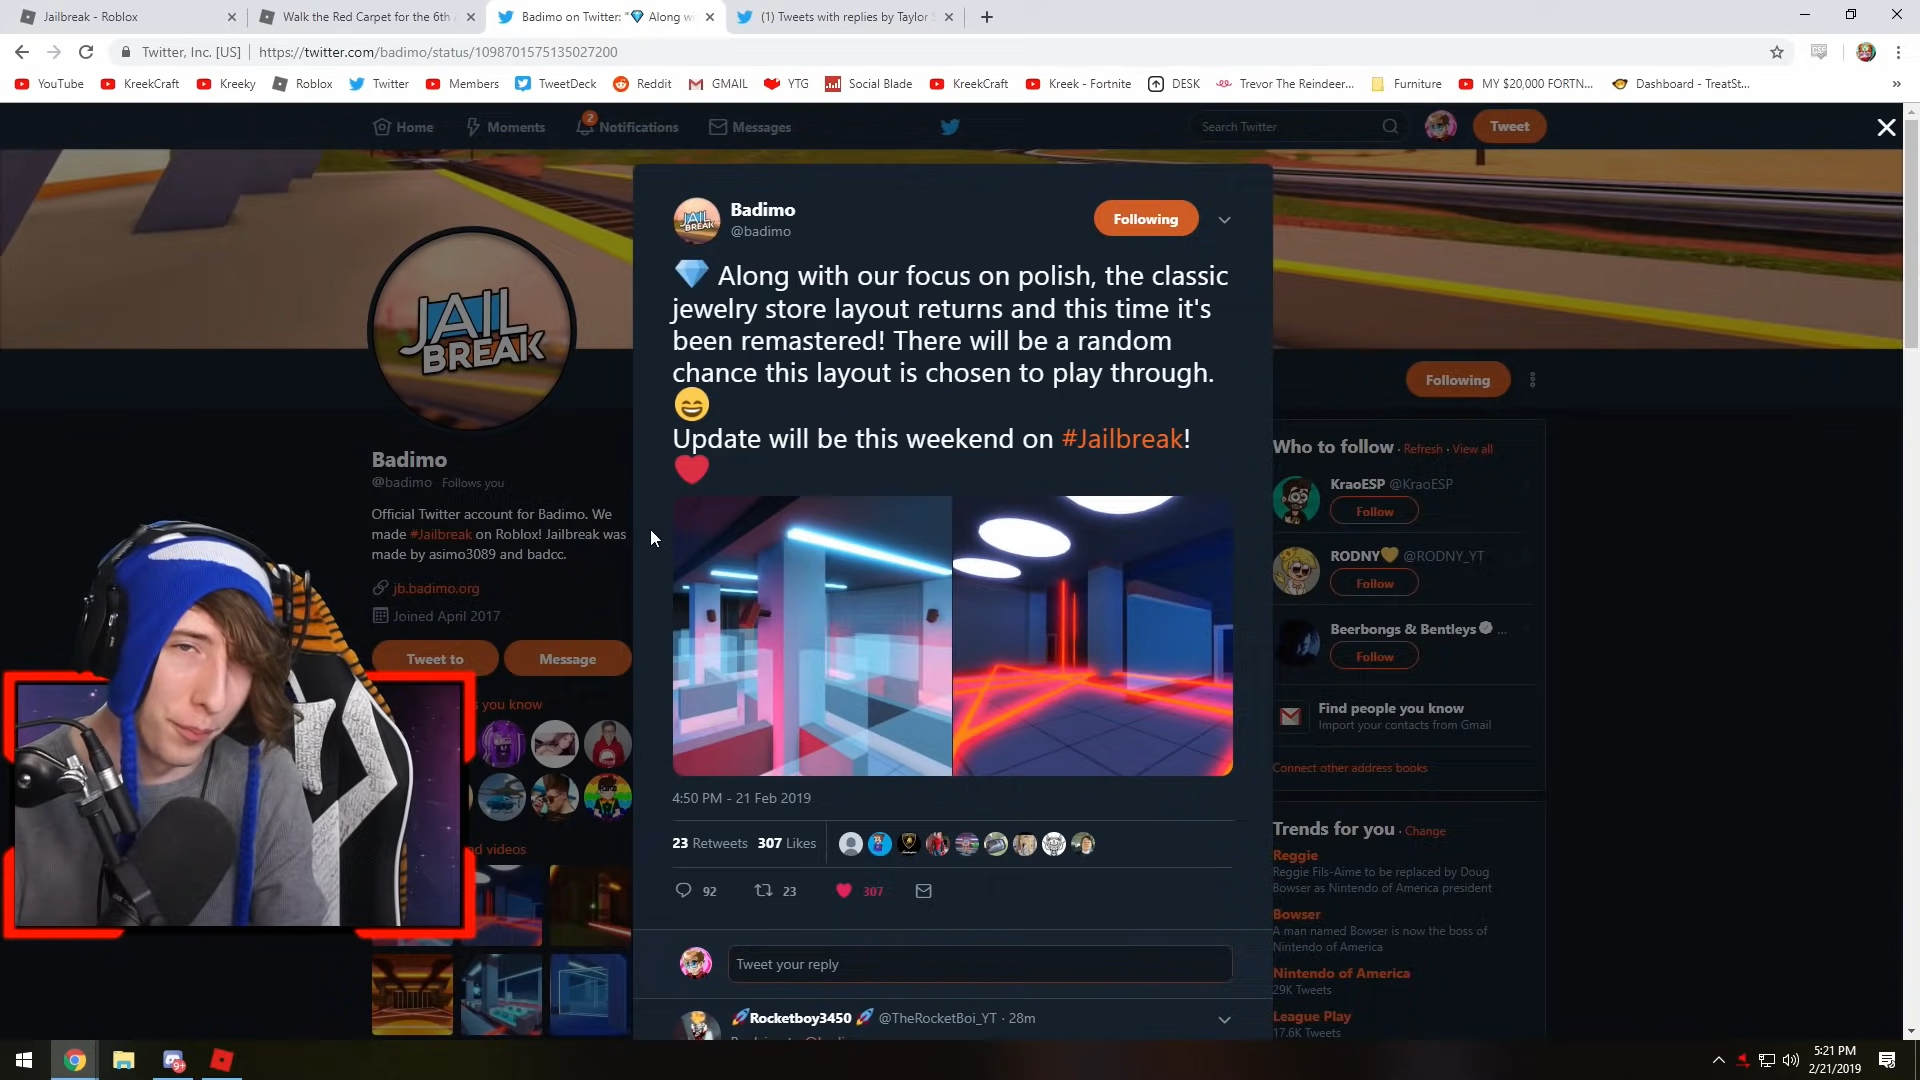 Jailbreak - Roblox
Walk the Red Carpet for the 6th
Badimo on Twitter: "💎 Along wi
(1) Tweets with replies by Taylor
Twitter, Inc. [US] | https://twitter.com/badimo/status/1098701575135027200
YouTube KreekCraft Kreeky Roblox Twitter Members TweetDeck Reddit GMAIL YTG Social Blade KreekCraft Kreek - Fortnite DESK Trevor The Reindeer... Furniture MY $20,000 FORTN... Dashboard - TreatSt... »
Home Moments 2 Notifications Messages Search Twitter Tweet
JAIL
BREAK
Badimo
@badimo Follows you
Official Twitter account for Badimo. We
made #Jailbreak on Roblox! Jailbreak was
made by asimo3089 and badcc.
jb.badimo.org
Joined April 2017
Tweet to Message
you know
videos
JAIL
BREAK
Badimo
@badimo
Following
💎 Along with our focus on polish, the classic
jewelry store layout returns and this time it's
been remastered! There will be a random
chance this layout is chosen to play through.
😄
Update will be this weekend on #Jailbreak!
❤️
4:50 PM - 21 Feb 2019
23 Retweets 307 Likes
92 23 307
Tweet your reply
🚀Rocketboy3450 🚀 @TheRocketBoi_YT · 28m
Following
Who to follow · Refresh · View all
KraoESP @KraoESP
Follow
RODNY💛 @RODNY_YT
Follow
Beerbongs & Bentleys ...
Follow
Find people you know
Import your contacts from Gmail
Connect other address books
Trends for you · Change
Reggie
Reggie Fils-Aime to be replaced by Doug
Bowser as Nintendo of America president
Bowser
A man named Bowser is now the boss of
Nintendo of America
Nintendo of America
29K Tweets
League Play
17.6K Tweets
9+
5:21 PM
2/21/2019